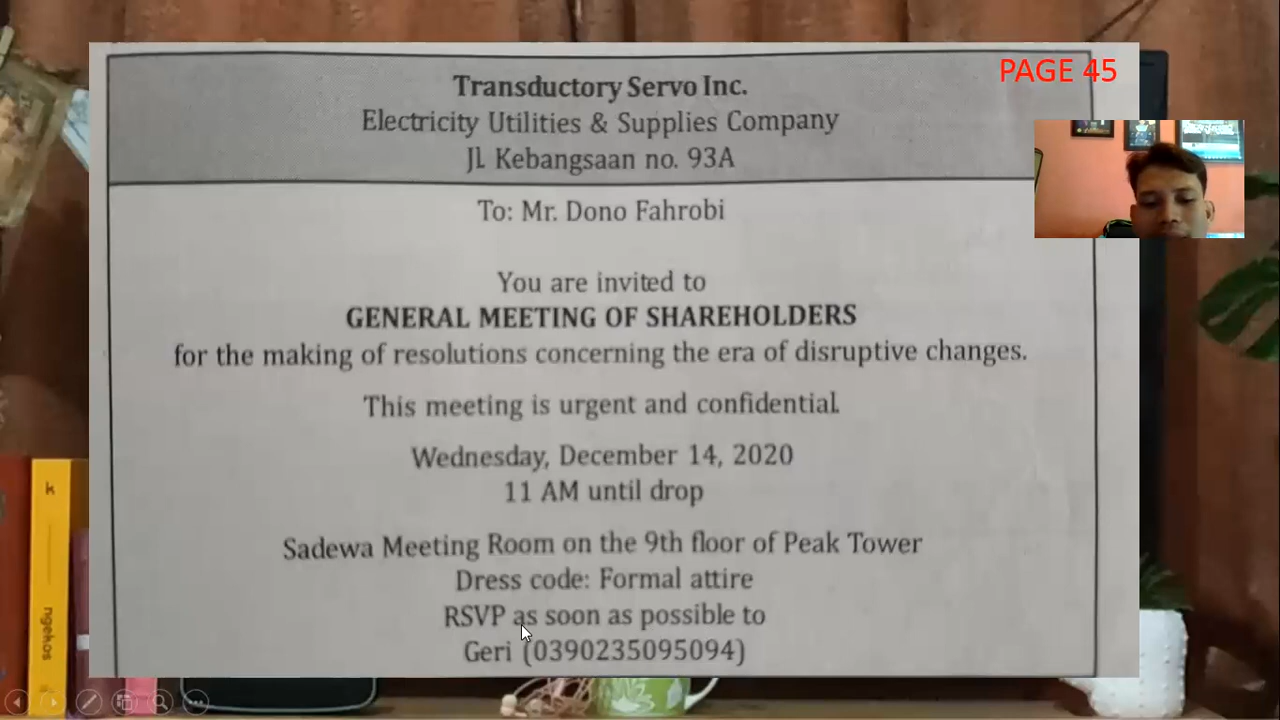 PAGE 45
Transductory Servo Inc.
Electricity Utilities & Supplies Company
Jl. Kebangsaan no. 93A
To: Mr. Dono Fahrobi
You are invited to
GENERAL MEETING OF SHAREHOLDERS
for the making of resolutions concerning the era of disruptive changes.
This meeting is urgent and confidential.
Wednesday, December 14, 2020
11 AM until drop
Sadewa Meeting Room on the 9th floor of Peak Tower
Dress code: Formal attire
RSVP as soon as possible to
Geri (0390235095094)
k
ngekos